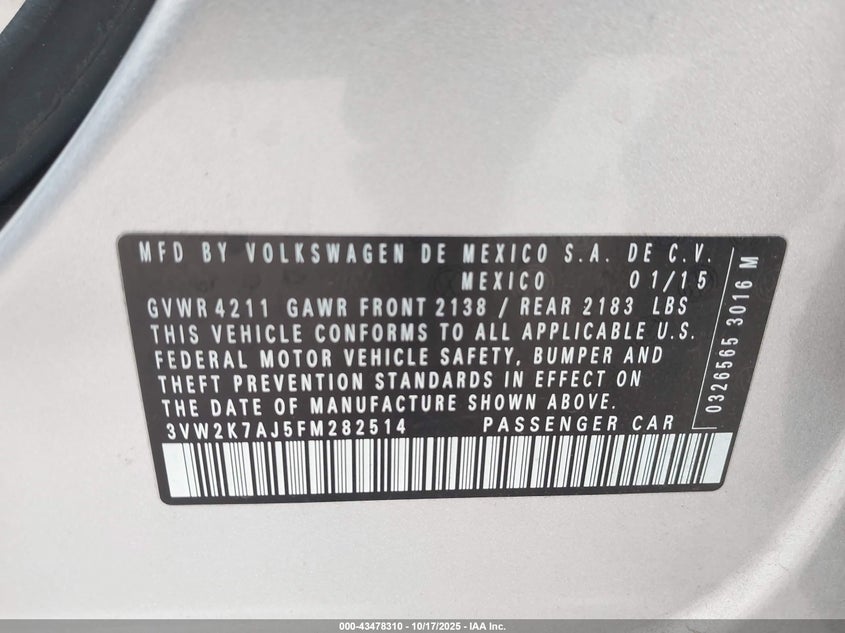 MFD BY VOLKSWAGEN DE MEXICO S.A. DE C.V.
MEXICO 01/15
GVWR 4211 GAWR FRONT 2138 / REAR 2183 LBS
THIS VEHICLE CONFORMS TO ALL APPLICABLE U.S.
FEDERAL MOTOR VEHICLE SAFETY, BUMPER AND
THEFT PREVENTION STANDARDS IN EFFECT ON
THE DATE OF MANUFACTURE SHOWN ABOVE.
3VW2K7AJ5FM282514 PASSENGER CAR
0326565 3016 M
000-43478310 - 10/17/2025 - IAA Inc.